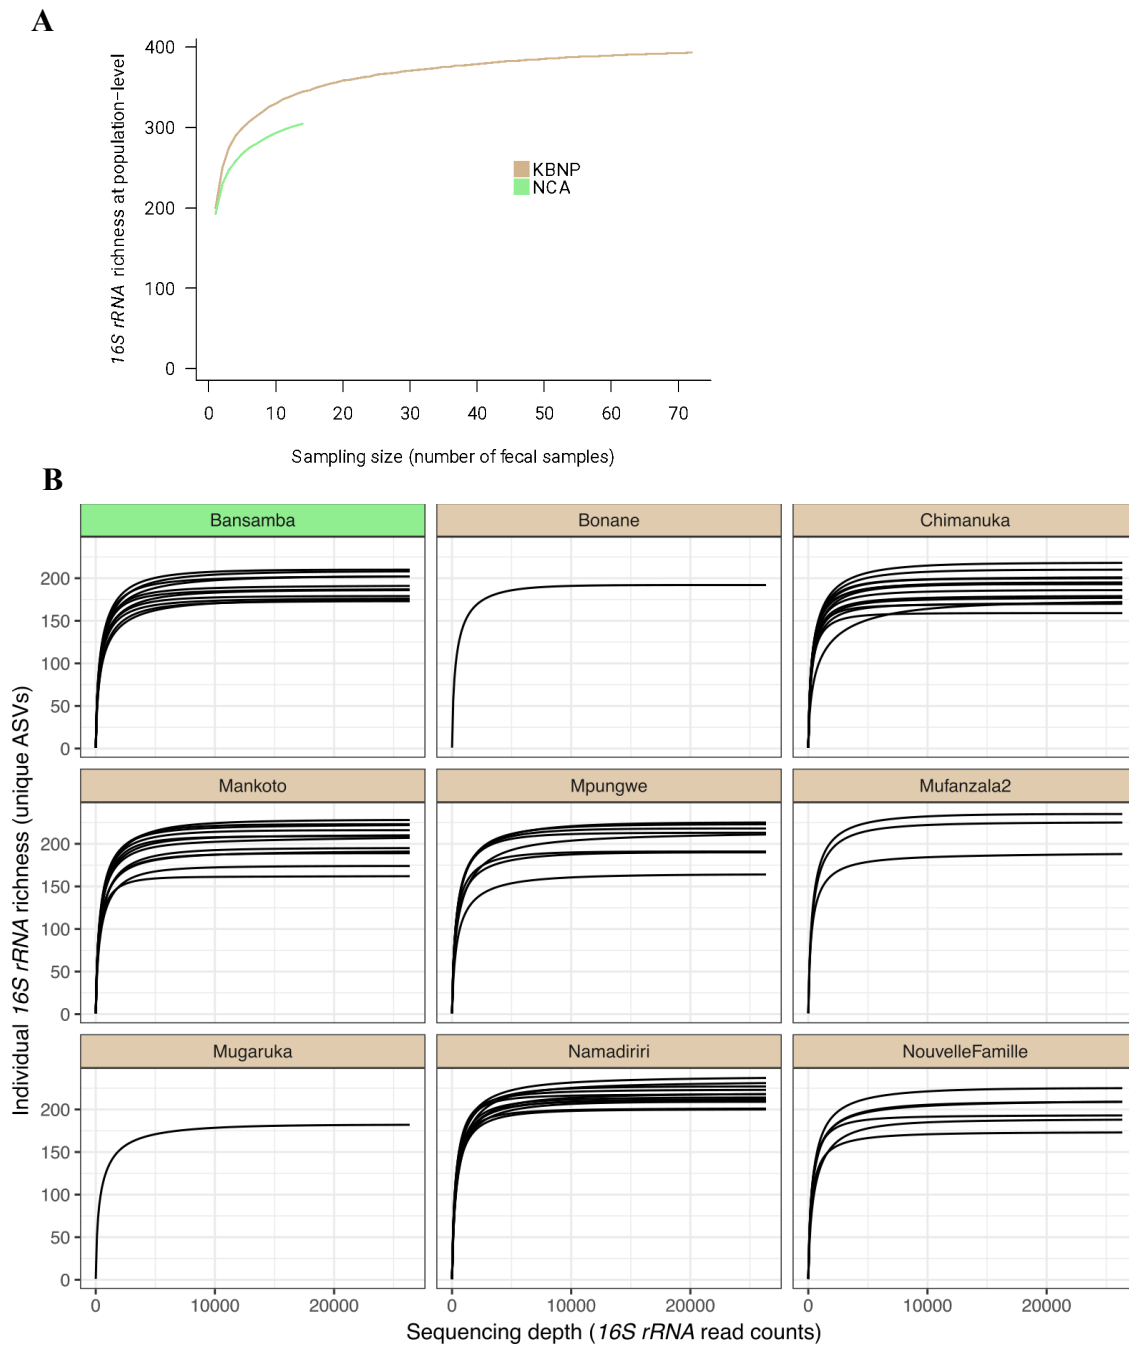 A
16S rRNA richness at population-level
400
300
200
100
0
KBNP
NCA
0 10 20 30 40 50 60 70
Sampling size (number of fecal samples)
B
Individual 16S rRNA richness (unique ASVs)
Bansamba Bonane Chimanuka
200
150
100
50
0
Mankoto Mpungwe Mufanzala2
200
150
100
50
0
Mugaruka Namadiriri NouvelleFamille
200
150
100
50
0
0 10000 20000 0 10000 20000 0 10000 20000
Sequencing depth (16S rRNA read counts)